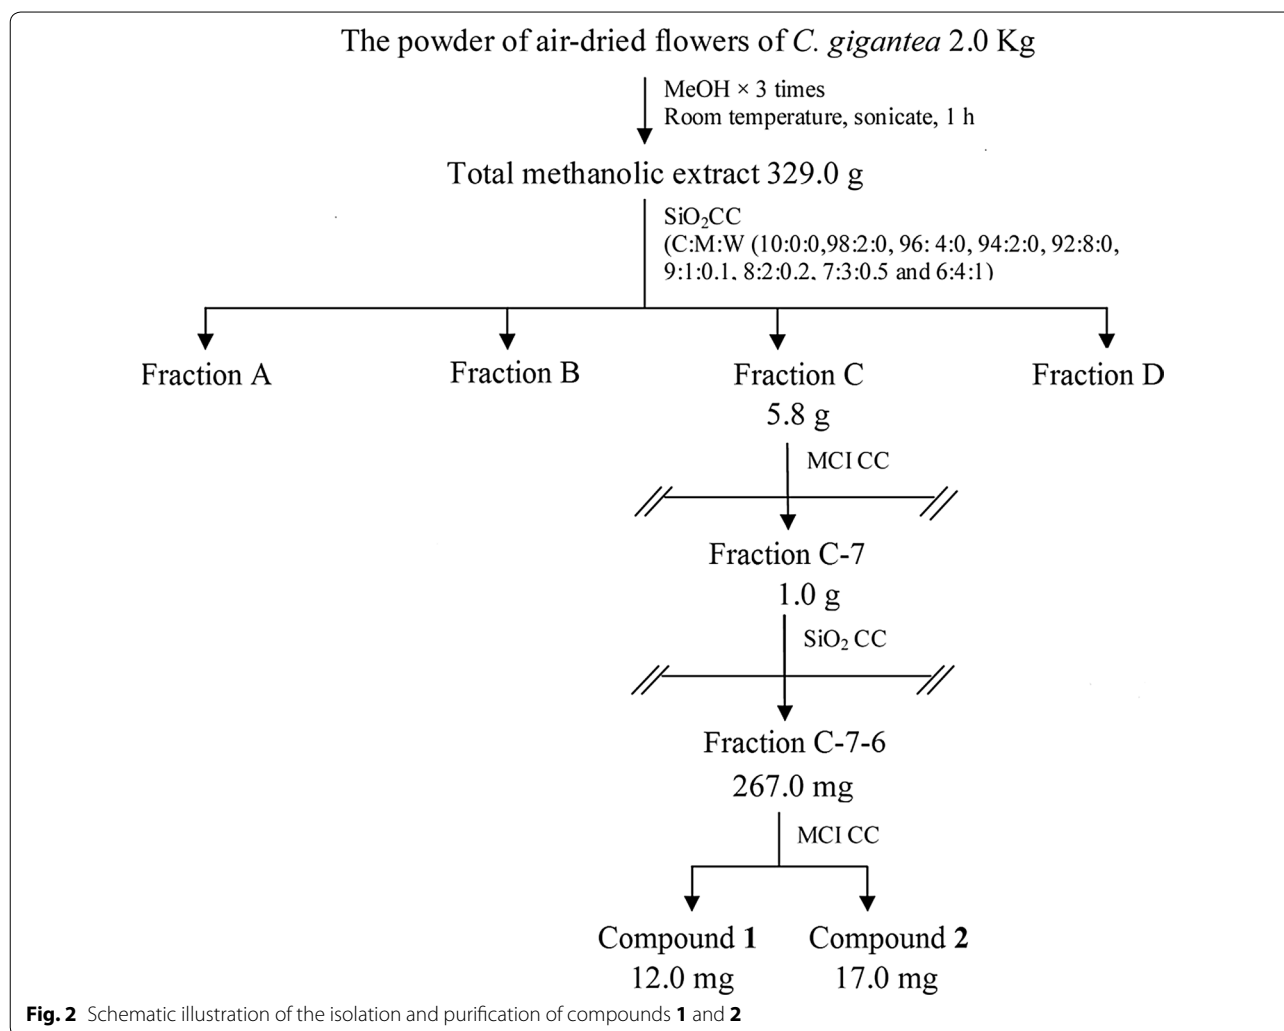 The powder of air-dried flowers of C. gigantea 2.0 Kg
MeOH × 3 times
Room temperature, sonicate, 1 h
Total methanolic extract 329.0 g
SiO₂CC
(C:M:W (10:0:0,98:2:0, 96: 4:0, 94:2:0, 92:8:0,
9:1:0.1, 8:2:0.2, 7:3:0.5 and 6:4:1)
Fraction A
Fraction B
Fraction C
Fraction D
5.8 g
MCI CC
Fraction C-7
1.0 g
SiO₂ CC
Fraction C-7-6
267.0 mg
MCI CC
Compound 1
Compound 2
12.0 mg
17.0 mg
Fig. 2 Schematic illustration of the isolation and purification of compounds 1 and 2